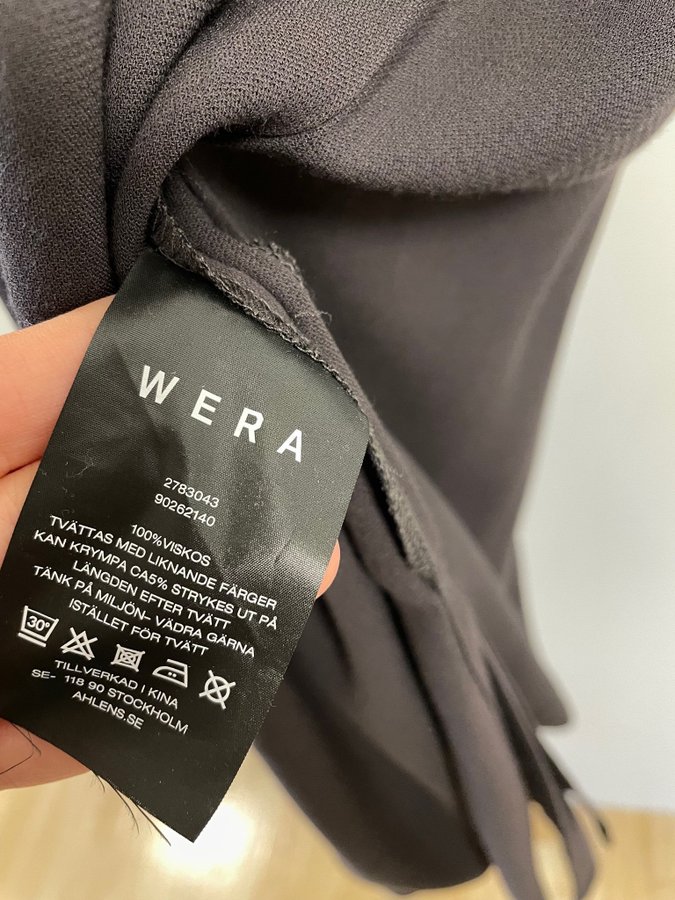 WERA
2783043
90262140
100%VISKOS
TVÄTTAS MED LIKNANDE FÄRGER
KAN KRYMPA CA5% STRYKES UT PÅ
LÄNGDEN EFTER TVÄTT
TÄNK PÅ MILJÖN- VÄDRA GÄRNA
ISTÄLLET FÖR TVÄTT
30°
TILLVERKAD I KINA
SE- 118 90 STOCKHOLM
AHLENS.SE